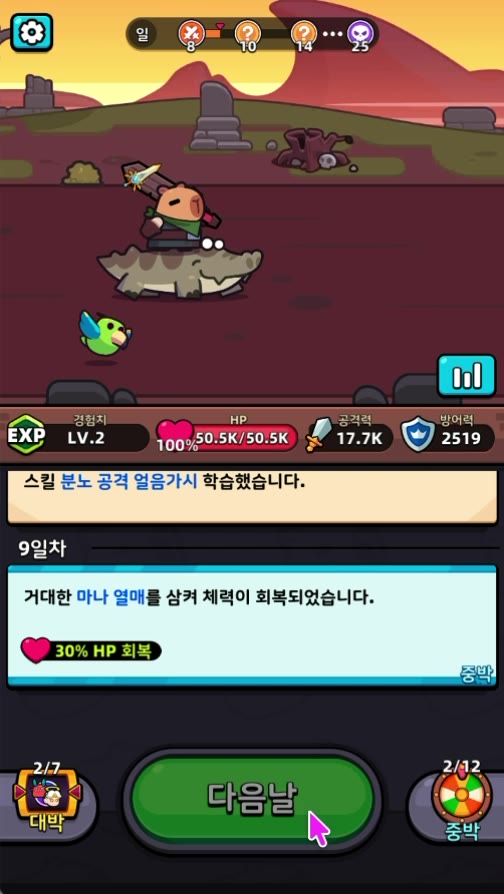 일
8
10
14
25
경험치
HP
공격력
방어력
EXP
LV.2
100%
50.5K/50.5K
17.7K
2519
스킬 분노 공격 얼음가시 학습했습니다.
9일차
거대한 마나 열매를 삼켜 체력이 회복되었습니다.
30% HP 회복
중박
2/7
대박
다음날
2/12
중박